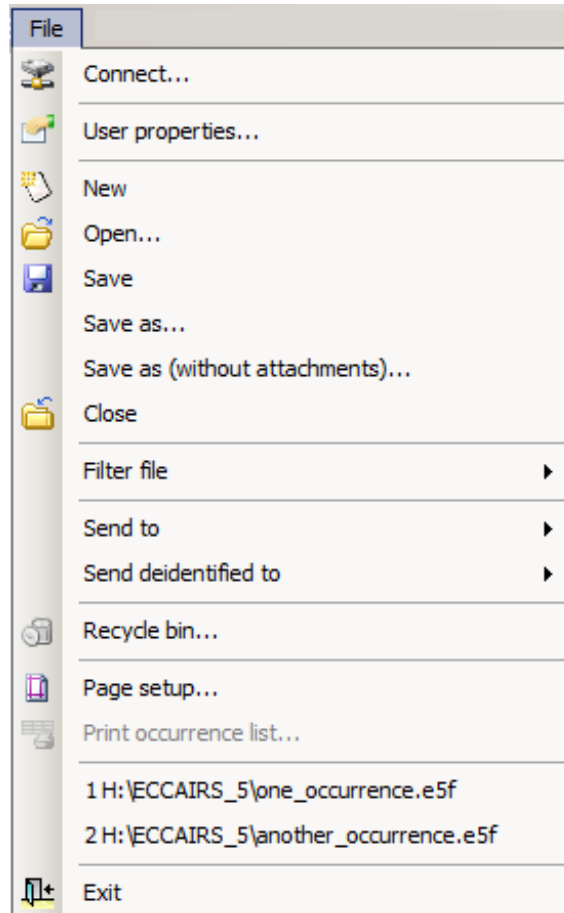 File
Connect...
User properties...
New
Open...
Save
Save as...
Save as (without attachments)...
Close
Filter file
Send to
Send deidentified to
Recycle bin...
Page setup...
Print occurrence list...
1 H:\ECCAIRS_5\one_occurrence.e5f
2 H:\ECCAIRS_5\another_occurrence.e5f
Exit